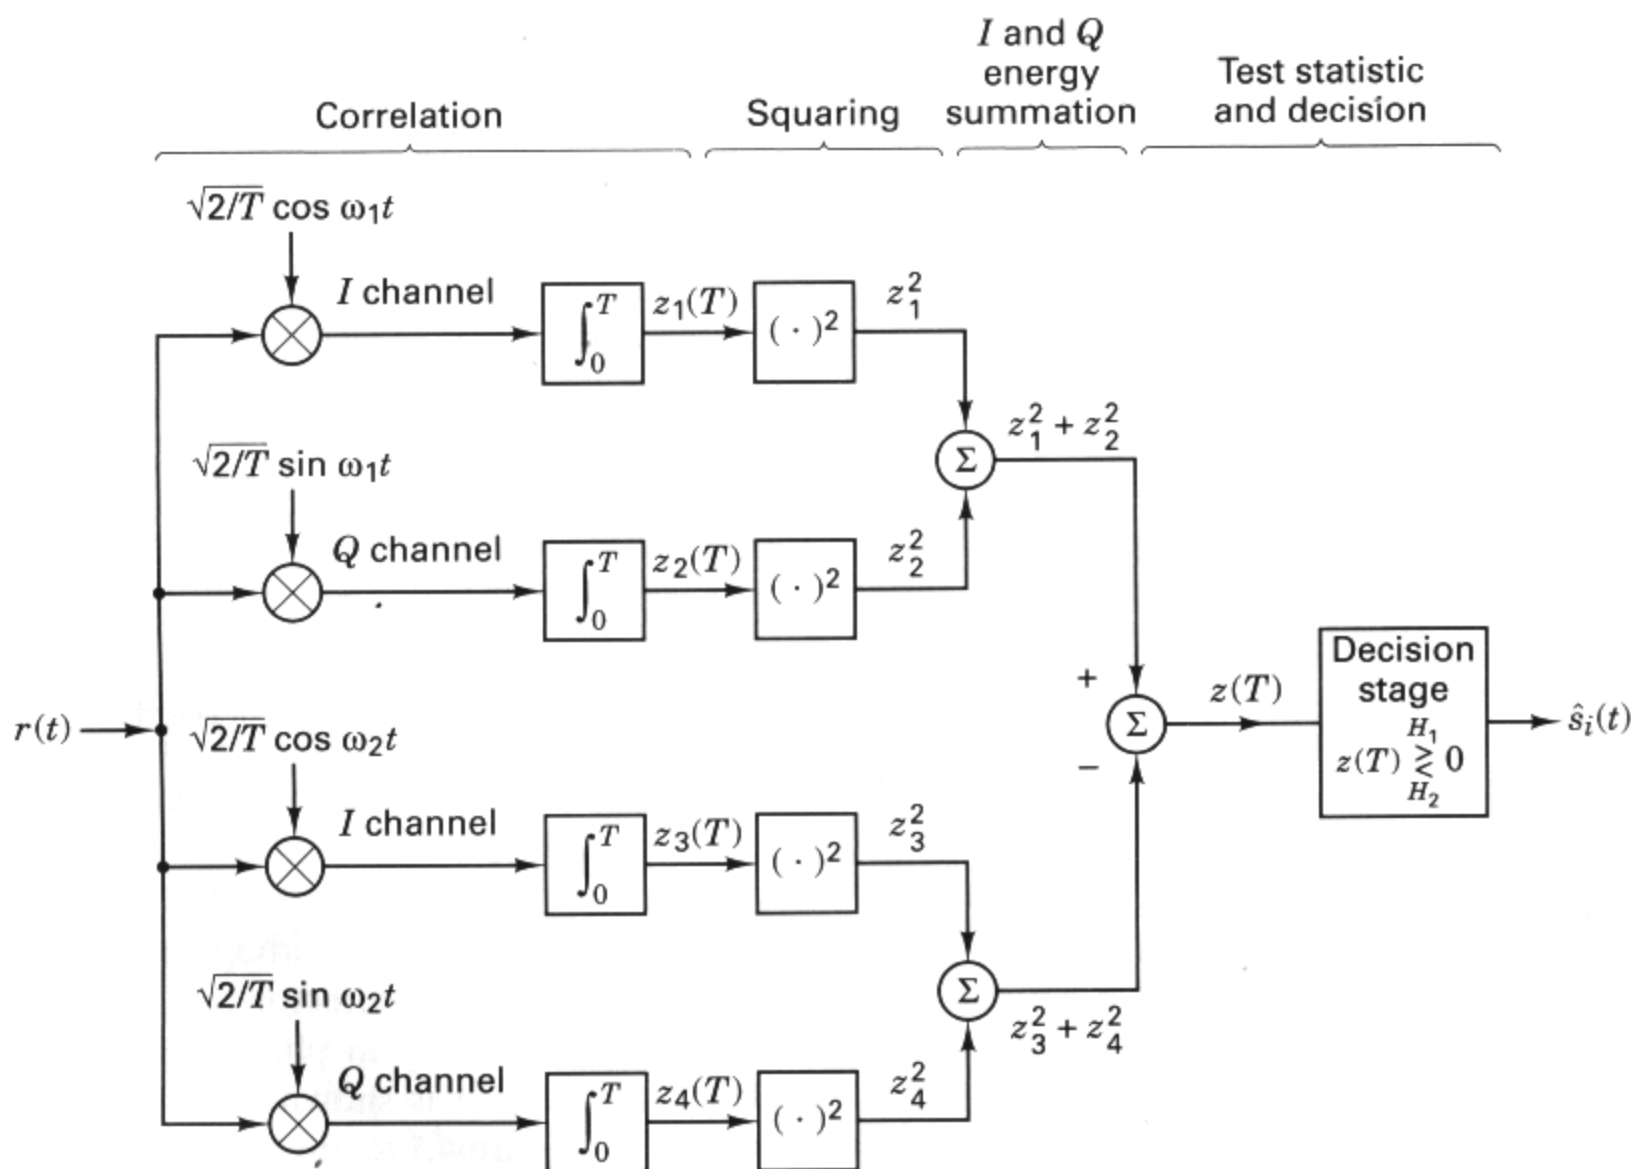 I and Q
energy
summation
Test statistic
and decision
Correlation
Squaring
√2/T cos ω₁t
I channel
∫₀ᵀ
z₁(T)
( · )²
z₁²
√2/T sin ω₁t
Q channel
∫₀ᵀ
z₂(T)
( · )²
z₂²
z₁² + z₂²
Σ
Σ
+
−
z(T)
Decision
stage
H₁
z(T) ≷ 0
H₂
ŝᵢ(t)
r(t)
√2/T cos ω₂t
I channel
∫₀ᵀ
z₃(T)
( · )²
z₃²
√2/T sin ω₂t
Q channel
∫₀ᵀ
z₄(T)
( · )²
z₄²
Σ
z₃² + z₄²